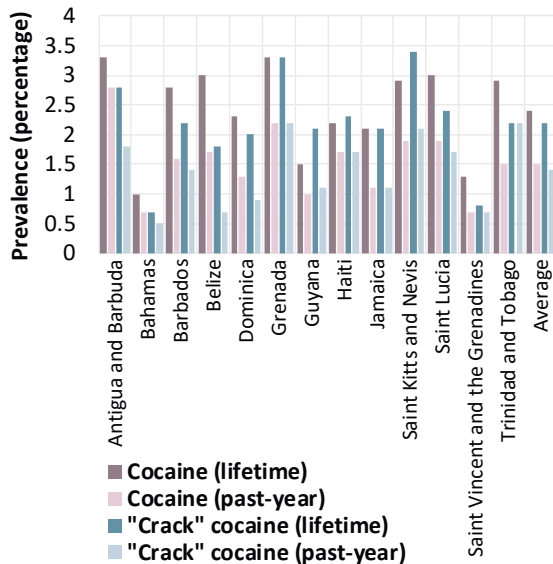 Prevalence (percentage)
4
3.5
3
2.5
2
1.5
1
0.5
0
Antigua and Barbuda
Bahamas
Barbados
Belize
Dominica
Grenada
Guyana
Haiti
Jamaica
Saint Kitts and Nevis
Saint Lucia
Saint Vincent and the Grenadines
Trinidad and Tobago
Average
Cocaine (lifetime)
Cocaine (past-year)
"Crack" cocaine (lifetime)
"Crack" cocaine (past-year)